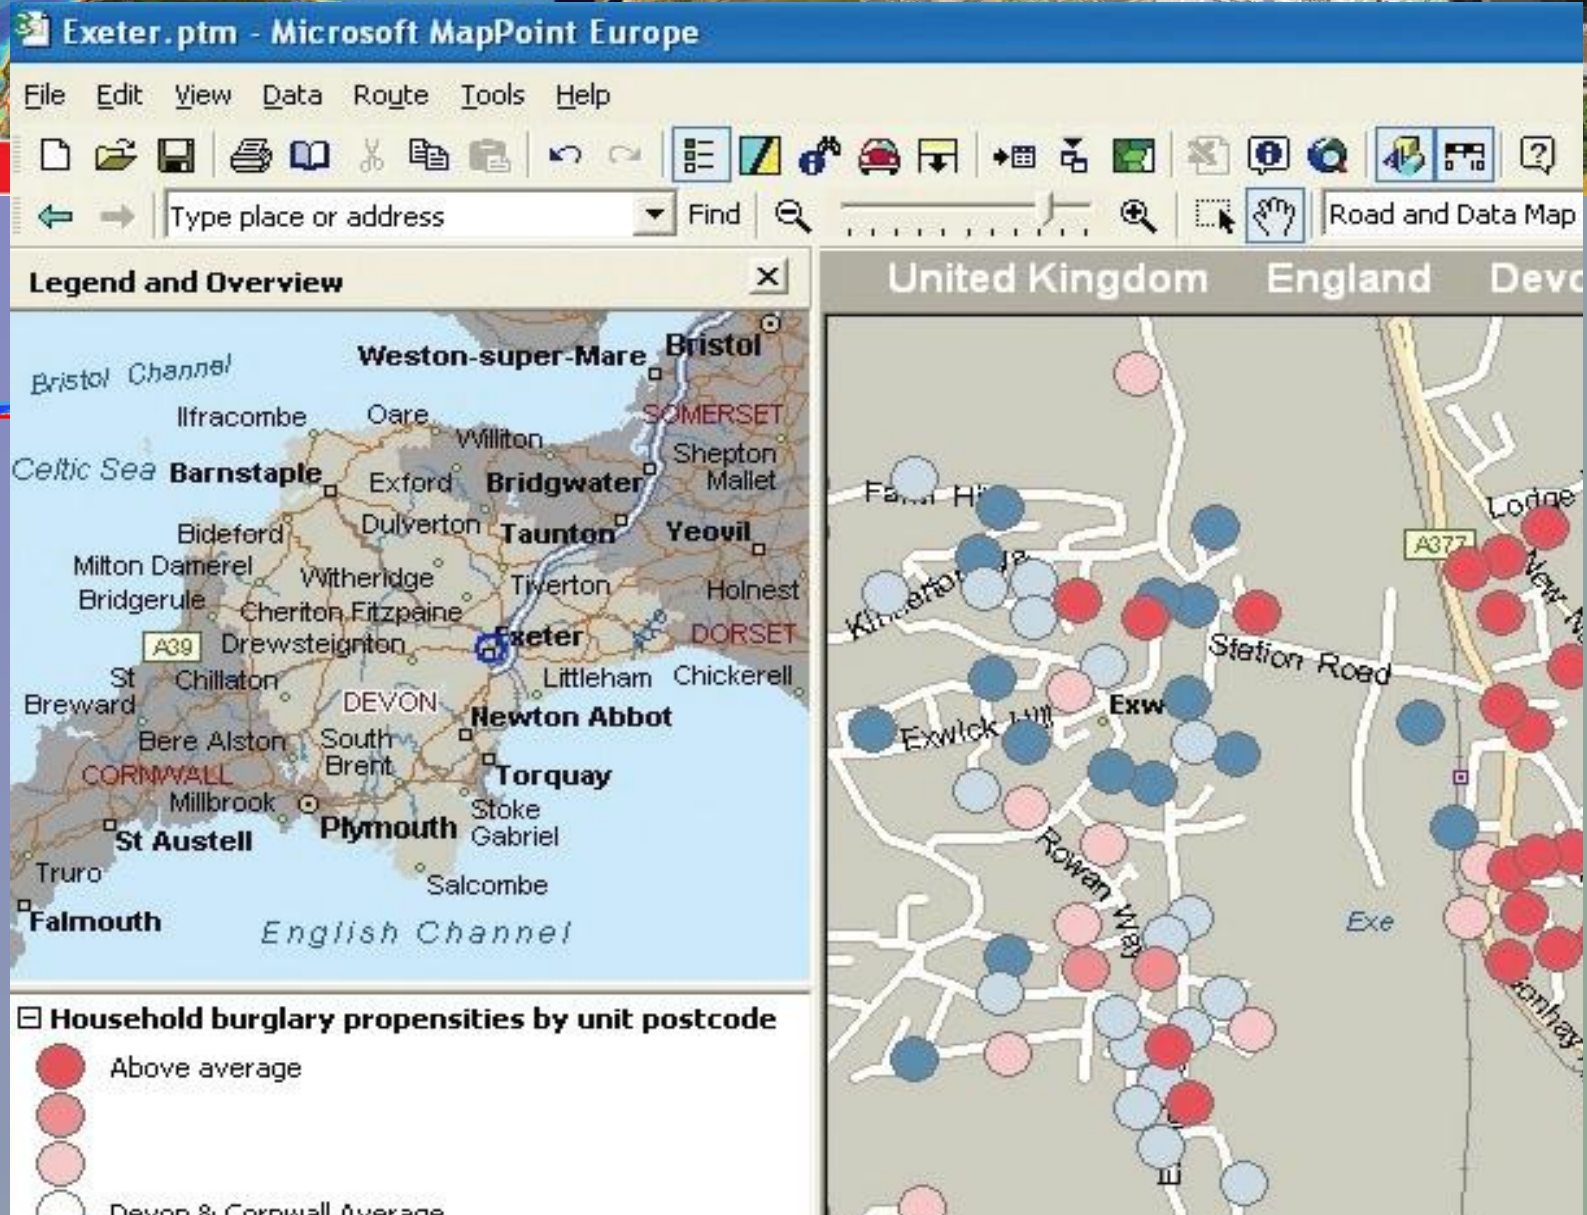 Exeter.ptm - Microsoft MapPoint Europe
File Edit View Data Route Tools Help
Type place or address Find Road and Data Map
Legend and Overview
United Kingdom England Devo
Bristol Channel
Weston-super-Mare
Bristol
Ilfracombe
Oare
Williton
SOMERSET
Celtic Sea
Barnstaple
Exford
Bridgwater
Shepton
Mallet
Bideford
Dulverton
Taunton
Yeovil
Milton Damerel
Witheridge
Tiverton
Holnest
Bridgerule
Cheriton Fitzpaine
A39
Drewsteignton
Exeter
DORSET
St
Breward
Chillaton
DEVON
Littleham
Chickerell
Newton Abbot
Bere Alston
South
Brent
CORNWALL
Torquay
Millbrook
Plymouth
Stoke
Gabriel
St Austell
Truro
Salcombe
Falmouth
English Channel
Household burglary propensities by unit postcode
Above average
Devon & Cornwall Average
Lodge
A377
New
Station Road
Exw
Exwick Hill
Rowan Way
Exe